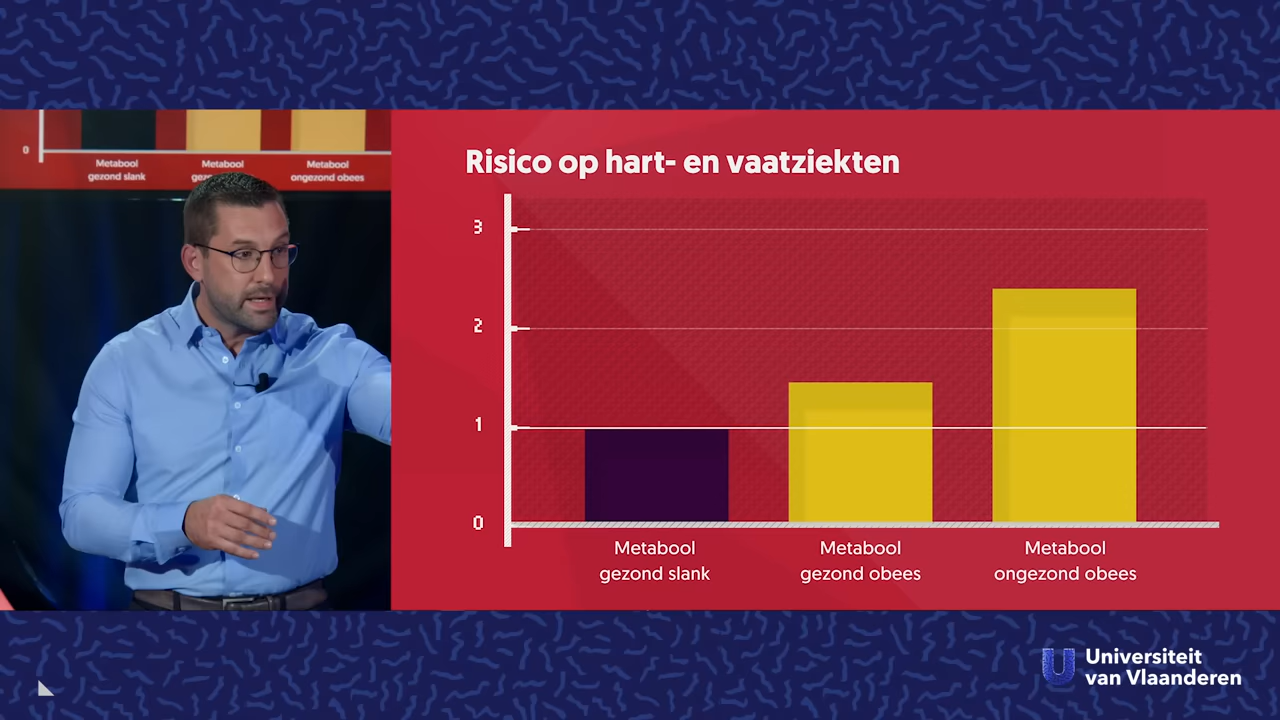 0
Metabool
gezond slank
Metabool
Metabool
ongezond obees
Risico op hart- en vaatziekten
3
2
1
0
Metabool
gezond slank
Metabool
gezond obees
Metabool
ongezond obees
Universiteit
van Vlaanderen